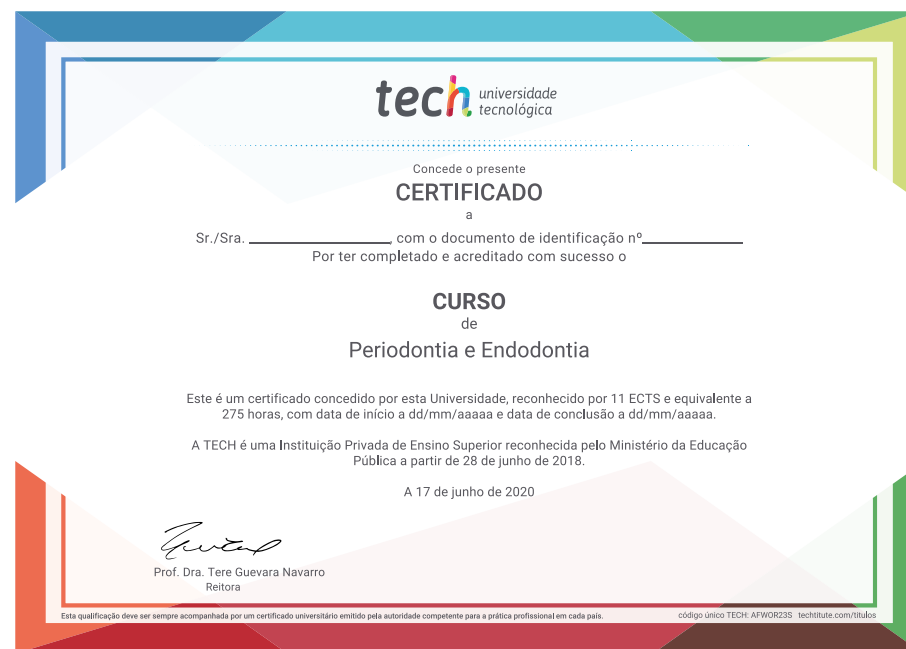 tech universidade
tecnológica
Concede o presente
CERTIFICADO
a
Sr./Sra. ____________________, com o documento de identificação nº______________
Por ter completado e acreditado com sucesso o
CURSO
de
Periodontia e Endodontia
Este é um certificado concedido por esta Universidade, reconhecido por 11 ECTS e equivalente a
275 horas, com data de início a dd/mm/aaaaa e data de conclusão a dd/mm/aaaaa.
A TECH é uma Instituição Privada de Ensino Superior reconhecida pelo Ministério da Educação
Pública a partir de 28 de junho de 2018.
A 17 de junho de 2020
Prof. Dra. Tere Guevara Navarro
Reitora
Esta qualificação deve ser sempre acompanhada por um certificado universitário emitido pela autoridade competente para a prática profissional em cada país. código único TECH: AFWOR23S techtitute.com/titulos